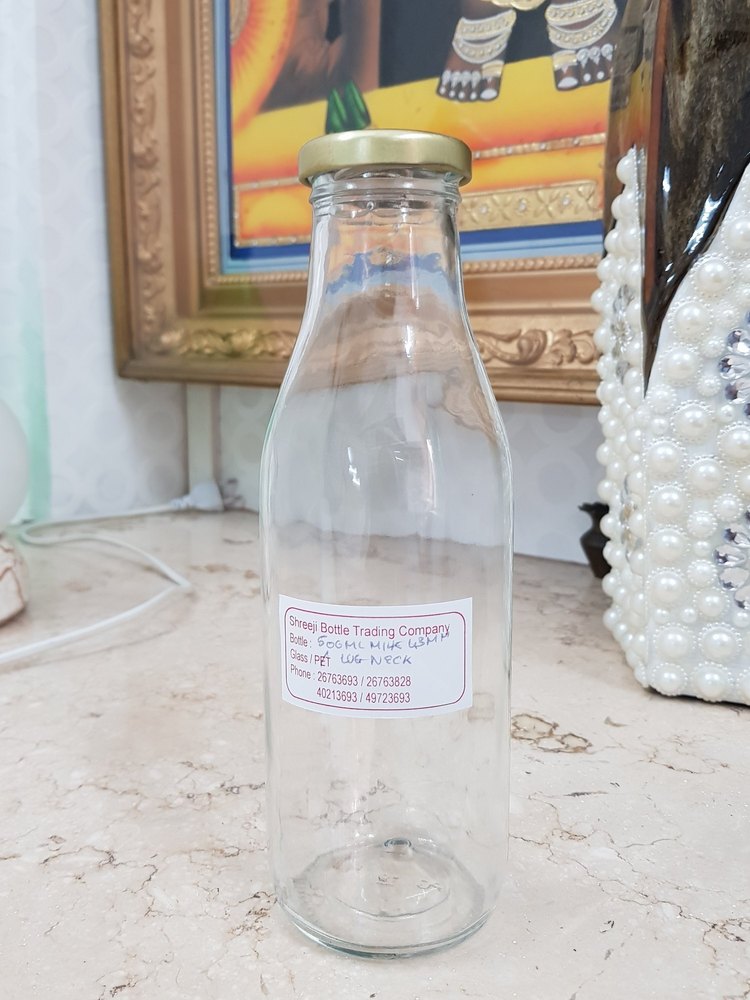 Shreeji Bottle Trading Company
Bottle : 500ML MILK 43MM
Glass / PET LUG NECK
Phone : 26763693 / 26763828
40213693 / 49723693